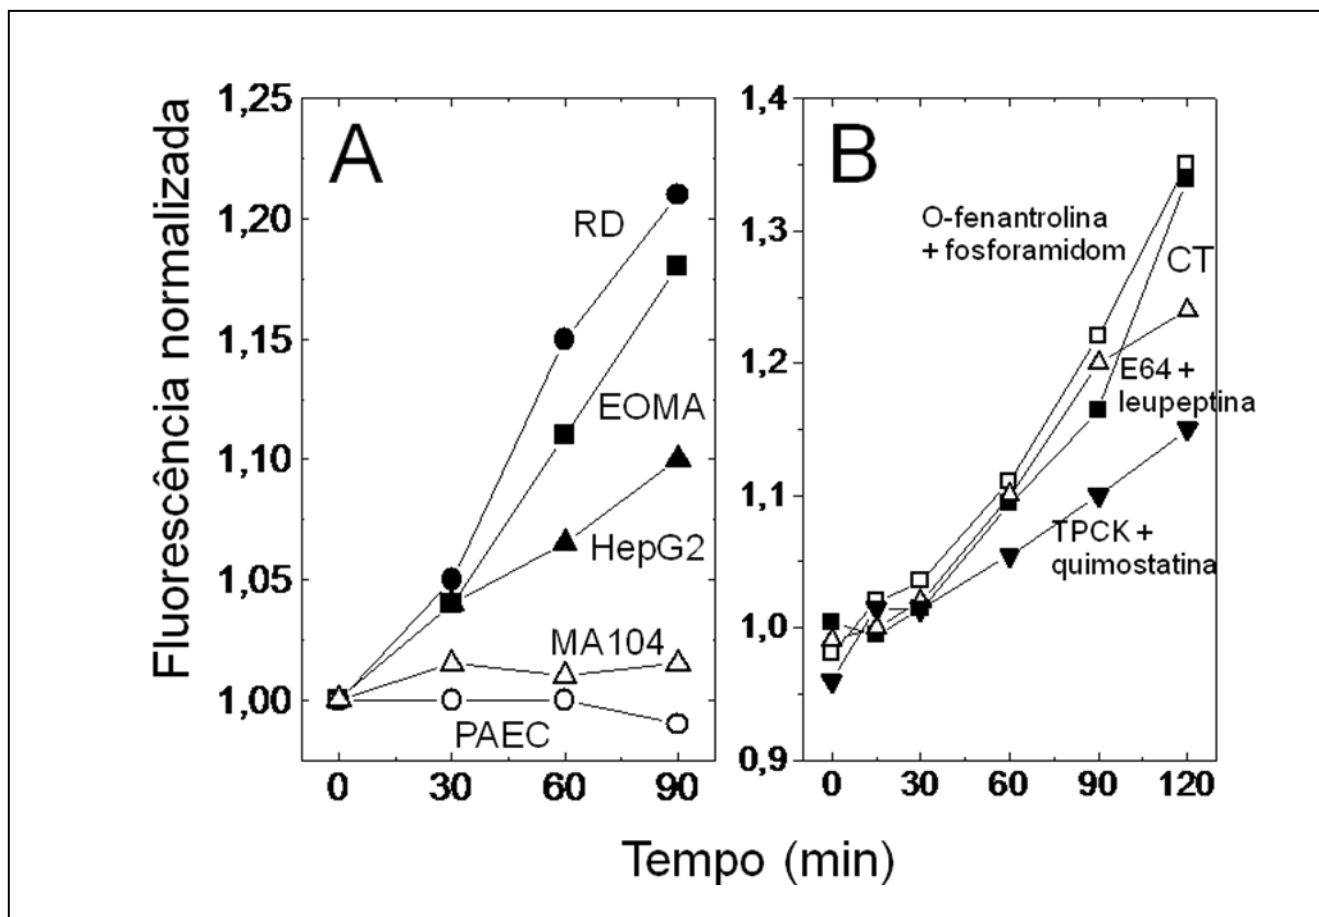 Fluorescência normalizada
1,25
1,20
1,15
1,10
1,05
1,00
A
RD
EOMA
HepG2
MA104
PAEC
0
30
60
90
1,4
1,3
1,2
1,1
1,0
0,9
B
O-fenantrolina
+ fosforamidom
CT
E64 +
leupeptina
TPCK +
quimostatina
0
30
60
90
120
Tempo (min)